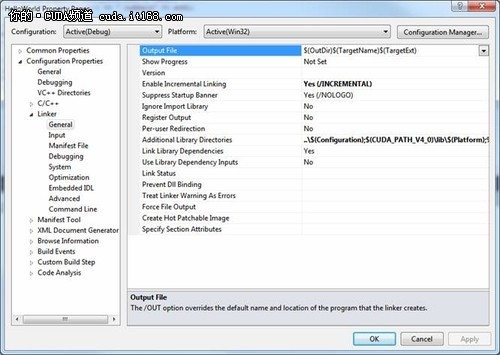 HelloWorld Property Pages
你的·CUDA频道 cuda.it168.com
Configuration: Active(Debug) Platform: Active(Win32) Configuration Manager...
Common Properties
Configuration Properties
General
Debugging
VC++ Directories
C/C++
Linker
General
Input
Manifest File
Debugging
System
Optimization
Embedded IDL
Advanced
Command Line
Manifest Tool
XML Document Generator
Browse Information
Build Events
Custom Build Step
Code Analysis
Output File $(OutDir)$(TargetName)$(TargetExt)
Show Progress Not Set
Version
Enable Incremental Linking Yes (/INCREMENTAL)
Suppress Startup Banner Yes (/NOLOGO)
Ignore Import Library No
Register Output No
Per-user Redirection No
Additional Library Directories ..\$(Configuration);$(CUDA_PATH_V4_0)\lib\$(Platform);
Link Library Dependencies Yes
Use Library Dependency Inputs No
Link Status
Prevent Dll Binding
Treat Linker Warning As Errors
Force File Output
Create Hot Patchable Image
Specify Section Attributes
Output File
The /OUT option overrides the default name and location of the program that the linker creates.
OK Cancel Apply